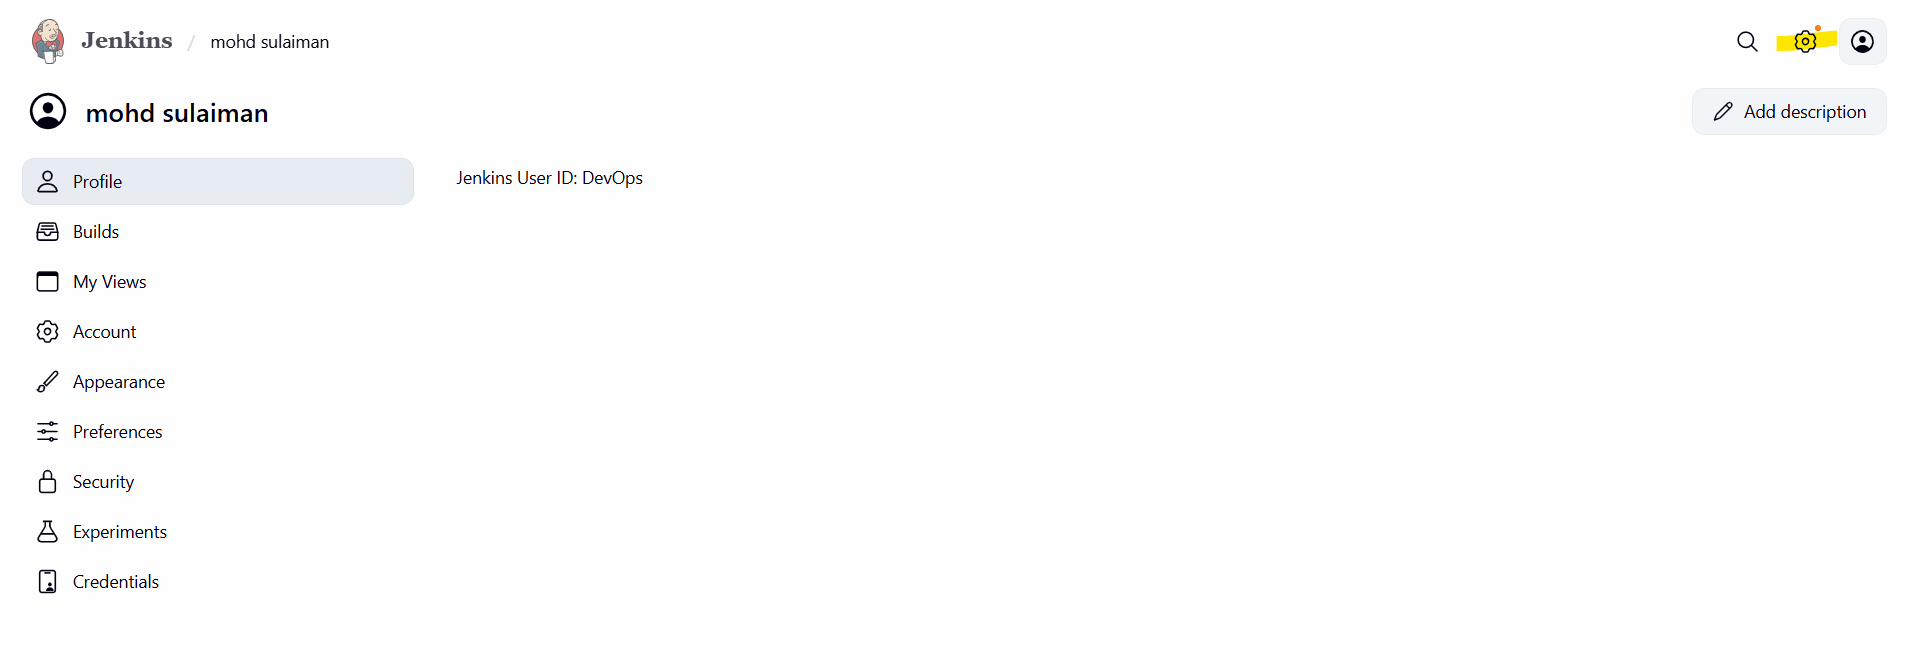 Jenkins / mohd sulaiman
mohd sulaiman
Add description
Profile
Jenkins User ID: DevOps
Builds
My Views
Account
Appearance
Preferences
Security
Experiments
Credentials